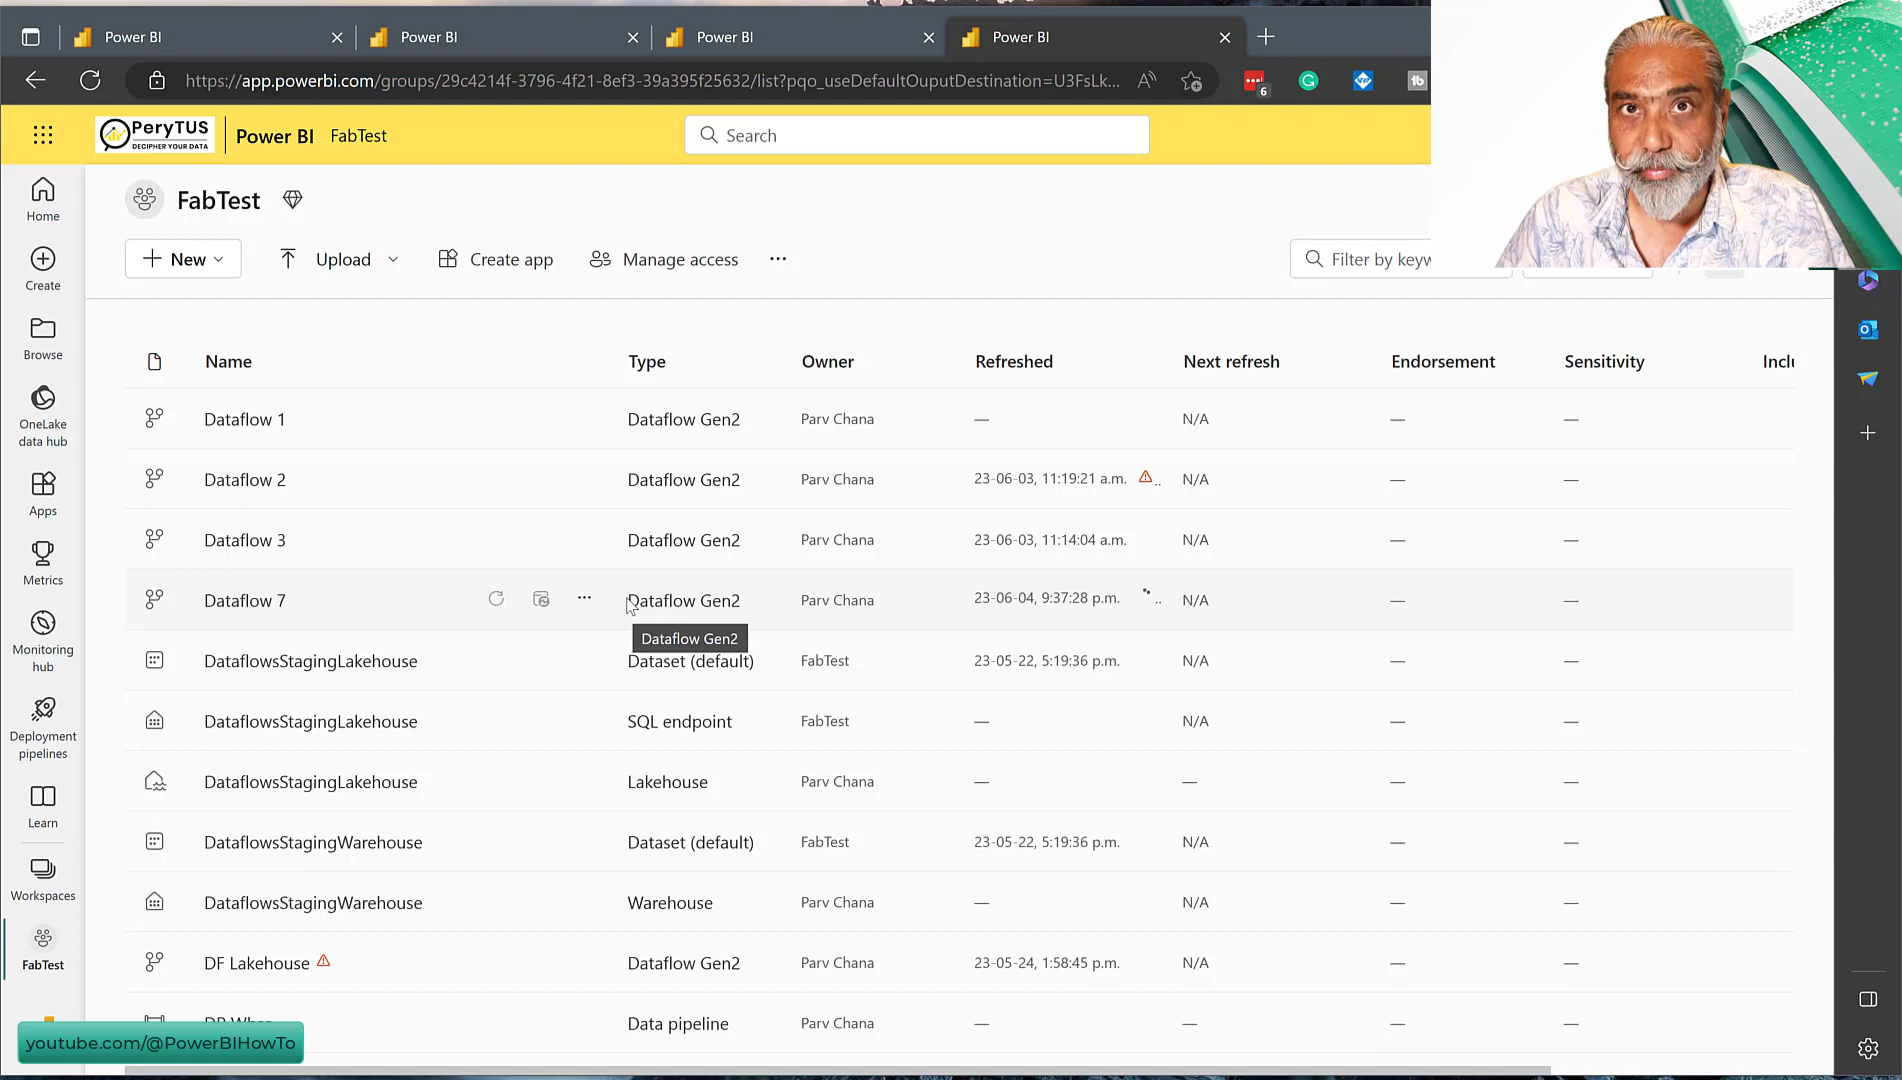 Power BI
Power BI
Power BI
Power BI
https://app.powerbi.com/groups/29c4214f-3796-4f21-8ef3-39a395f25632/list?pqo_useDefaultOuputDestination=U3FsLk...
6
PeryTUS
DECIPHER YOUR DATA
Power BI FabTest
Search
Home
Create
Browse
OneLake data hub
Apps
Metrics
Monitoring hub
Deployment pipelines
Learn
Workspaces
FabTest
FabTest
New Upload Create app Manage access ...
Filter by keyw
Name Type Owner Refreshed Next refresh Endorsement Sensitivity Inclu
Dataflow 1 Dataflow Gen2 Parv Chana — N/A — —
Dataflow 2 Dataflow Gen2 Parv Chana 23-06-03, 11:19:21 a.m. .. N/A — —
Dataflow 3 Dataflow Gen2 Parv Chana 23-06-03, 11:14:04 a.m. N/A — —
Dataflow 7 ... Dataflow Gen2 Parv Chana 23-06-04, 9:37:28 p.m. .. N/A — —
Dataflow Gen2
DataflowsStagingLakehouse Dataset (default) FabTest 23-05-22, 5:19:36 p.m. N/A — —
DataflowsStagingLakehouse SQL endpoint FabTest — N/A — —
DataflowsStagingLakehouse Lakehouse Parv Chana — — — —
DataflowsStagingWarehouse Dataset (default) FabTest 23-05-22, 5:19:36 p.m. N/A — —
DataflowsStagingWarehouse Warehouse Parv Chana — N/A — —
DF Lakehouse Dataflow Gen2 Parv Chana 23-05-24, 1:58:45 p.m. N/A — —
Data pipeline Parv Chana — — — —
youtube.com/@PowerBIHowTo